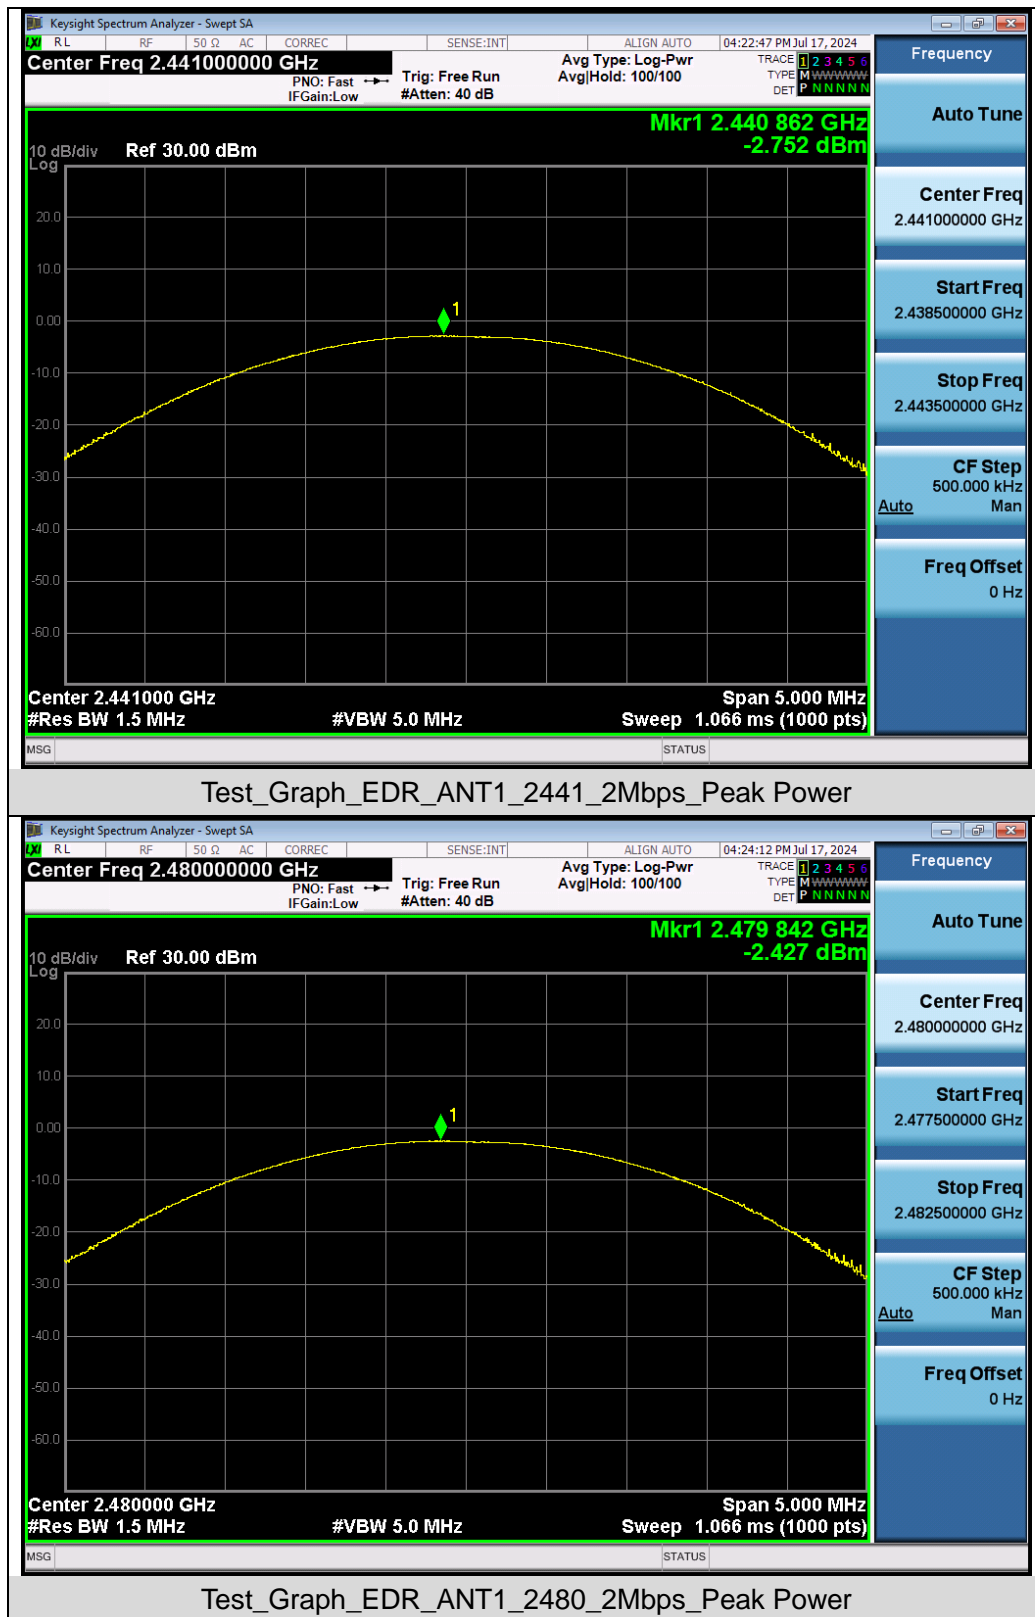 Keysight Spectrum Analyzer - Swept SA
LXI RL RF 50 Ω AC CORREC SENSE:INT ALIGN AUTO 04:22:47 PM Jul 17, 2024
Center Freq 2.441000000 GHz
PNO: Fast
IFGain:Low
Trig: Free Run
#Atten: 40 dB
Avg Type: Log-Pwr
Avg|Hold: 100/100
TRACE 1 2 3 4 5 6
TYPE M WWWWW
DET P N N N N N
Mkr1 2.440 862 GHz
-2.752 dBm
10 dB/div Ref 30.00 dBm
Log
20.0
10.0
1
0.00
-10.0
-20.0
-30.0
-40.0
-50.0
-60.0
Center 2.441000 GHz Span 5.000 MHz
#Res BW 1.5 MHz #VBW 5.0 MHz Sweep 1.066 ms (1000 pts)
MSG STATUS
Frequency
Auto Tune
Center Freq
2.441000000 GHz
Start Freq
2.438500000 GHz
Stop Freq
2.443500000 GHz
CF Step
500.000 kHz
Auto Man
Freq Offset
0 Hz
Test_Graph_EDR_ANT1_2441_2Mbps_Peak Power
Keysight Spectrum Analyzer - Swept SA
LXI RL RF 50 Ω AC CORREC SENSE:INT ALIGN AUTO 04:24:12 PM Jul 17, 2024
Center Freq 2.480000000 GHz
PNO: Fast
IFGain:Low
Trig: Free Run
#Atten: 40 dB
Avg Type: Log-Pwr
Avg|Hold: 100/100
TRACE 1 2 3 4 5 6
TYPE M WWWWW
DET P N N N N N
Mkr1 2.479 842 GHz
-2.427 dBm
10 dB/div Ref 30.00 dBm
Log
20.0
10.0
1
0.00
-10.0
-20.0
-30.0
-40.0
-50.0
-60.0
Center 2.480000 GHz Span 5.000 MHz
#Res BW 1.5 MHz #VBW 5.0 MHz Sweep 1.066 ms (1000 pts)
MSG STATUS
Frequency
Auto Tune
Center Freq
2.480000000 GHz
Start Freq
2.477500000 GHz
Stop Freq
2.482500000 GHz
CF Step
500.000 kHz
Auto Man
Freq Offset
0 Hz
Test_Graph_EDR_ANT1_2480_2Mbps_Peak Power